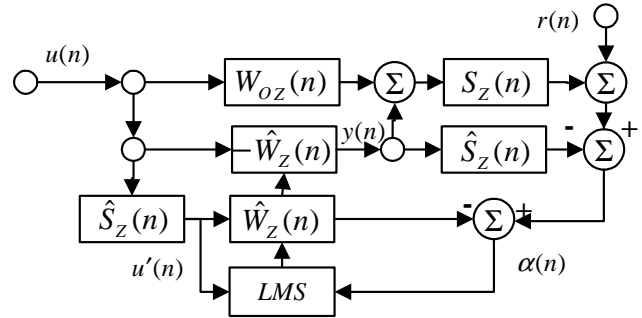 r(n)
u(n)
W_{OZ}(n)
Σ
S_Z(n)
Σ
−Ŵ_Z(n)
y(n)
Ŝ_Z(n)
-
+
Σ
Ŝ_Z(n)
Ŵ_Z(n)
-
Σ
+
u′(n)
LMS
α(n)